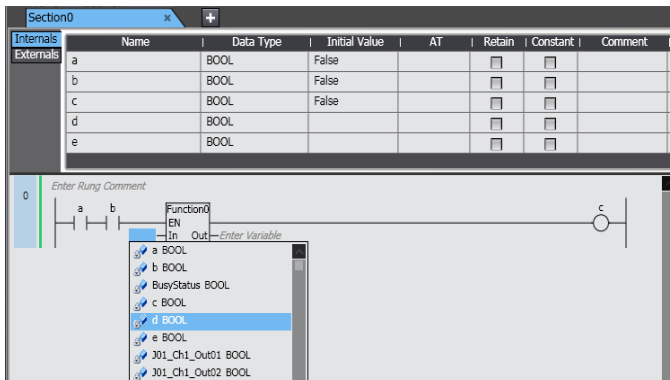 Section0 x +
Internals
Externals
Name Data Type Initial Value AT Retain Constant Comment
a BOOL False
b BOOL False
c BOOL False
d BOOL
e BOOL
0
Enter Rung Comment
a b Function0 c
EN
In Out Enter Variable
a BOOL
b BOOL
BusyStatus BOOL
c BOOL
d BOOL
e BOOL
J01_Ch1_Out01 BOOL
J01_Ch1_Out02 BOOL